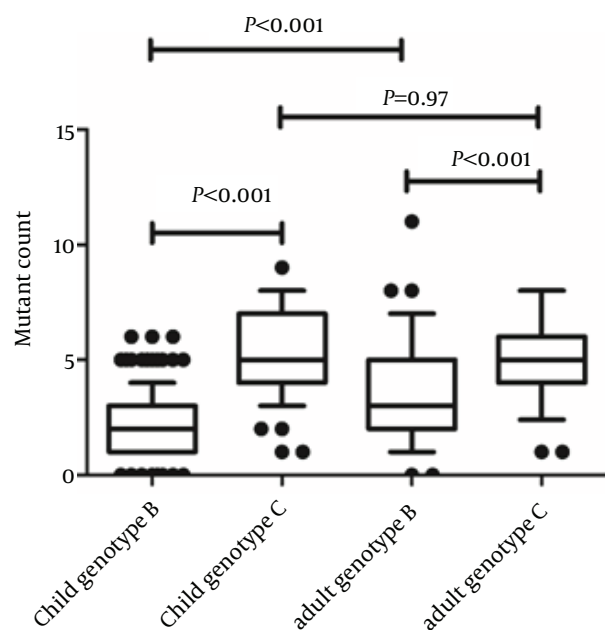 P<0.001
P=0.97
15
P<0.001
P<0.001
10
Mutant count
5
0
Child genotype B
Child genotype C
adult genotype B
adult genotype C